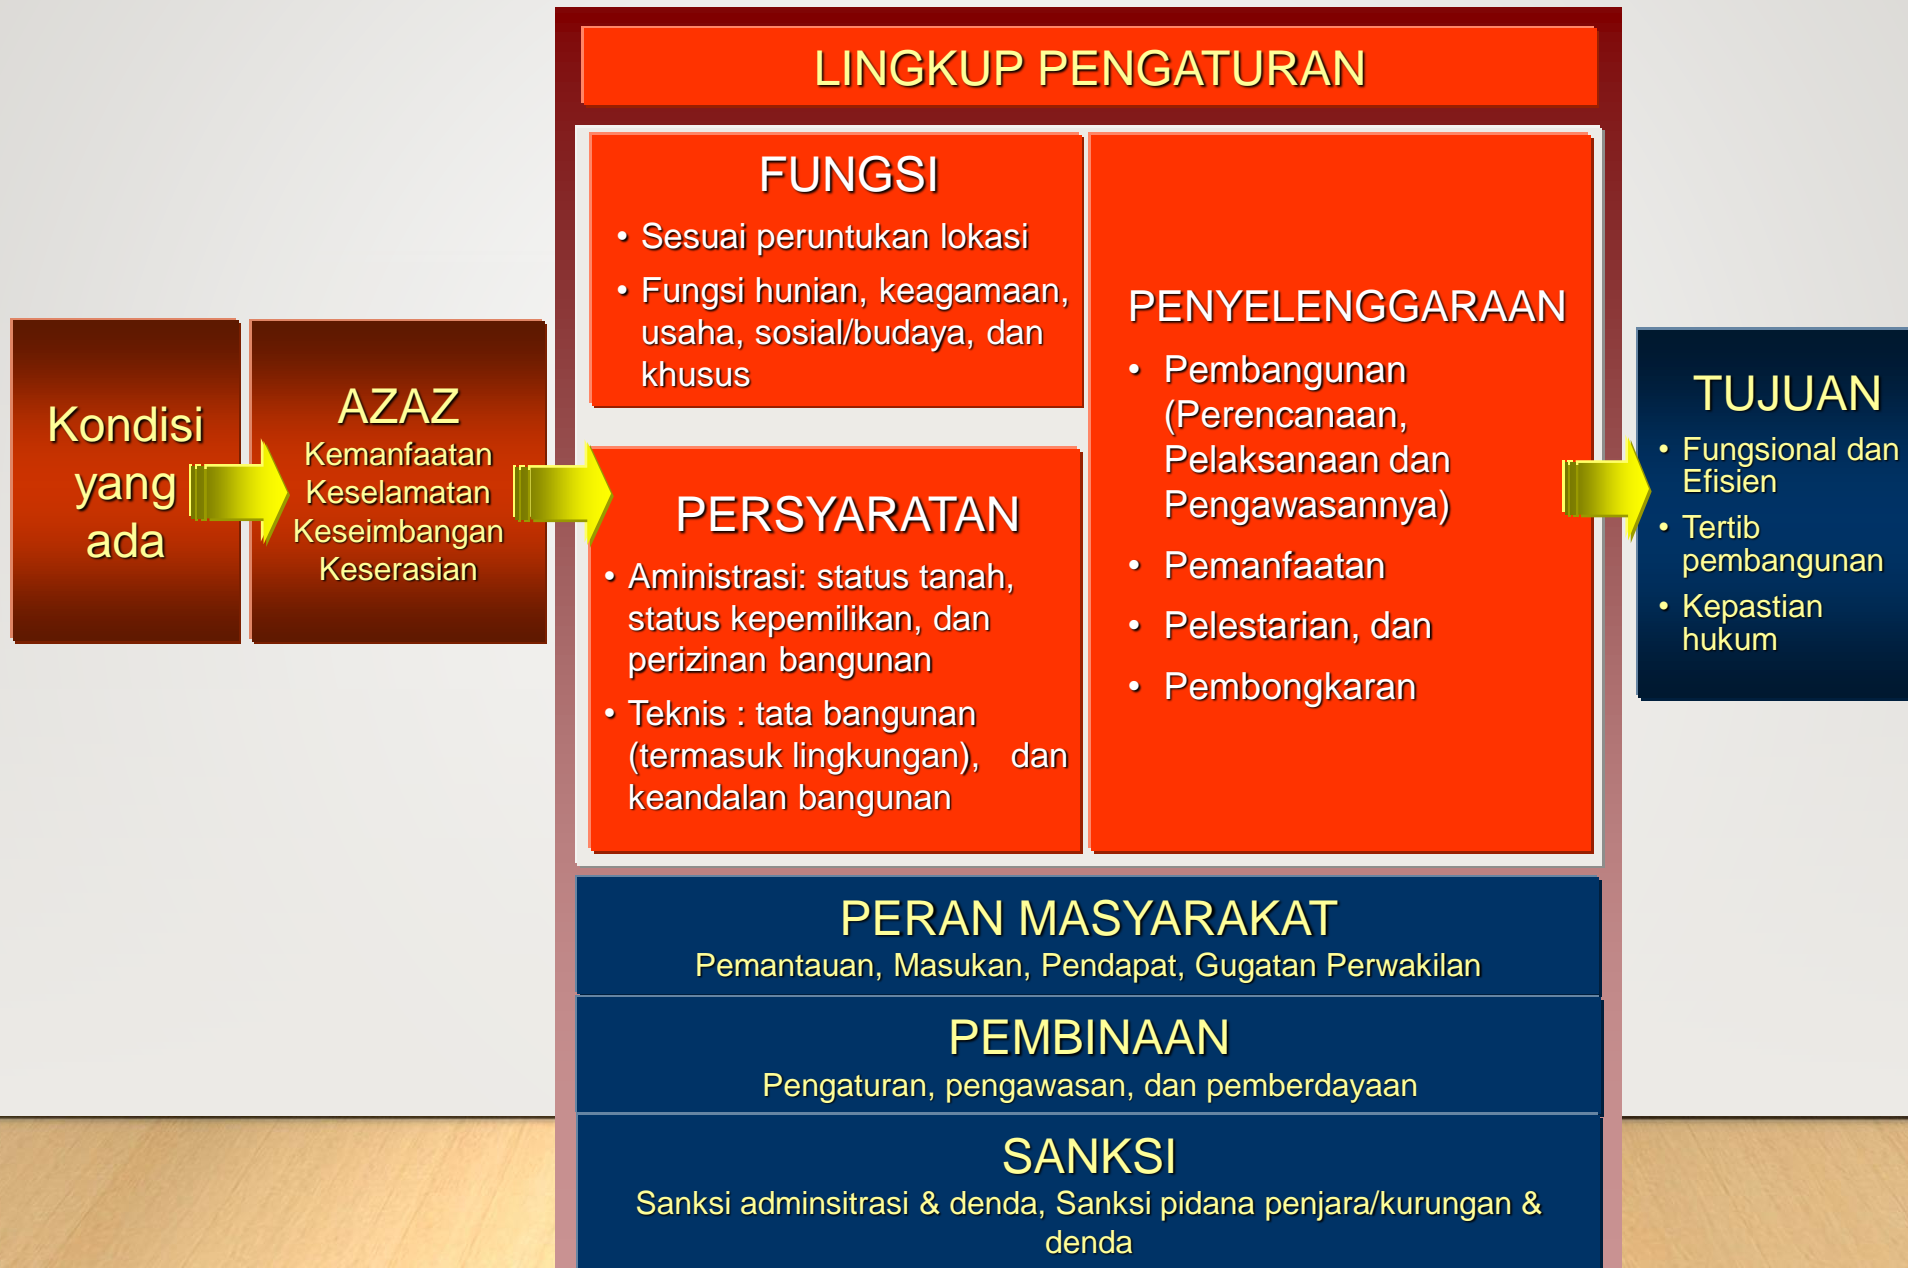 LINGKUP PENGATURAN
Kondisi
yang
ada
AZAZ
Kemanfaatan
Keselamatan
Keseimbangan
Keserasian
FUNGSI
• Sesuai peruntukan lokasi
• Fungsi hunian, keagamaan,
usaha, sosial/budaya, dan
khusus
PERSYARATAN
• Aministrasi: status tanah,
status kepemilikan, dan
perizinan bangunan
• Teknis : tata bangunan
(termasuk lingkungan), dan
keandalan bangunan
PENYELENGGARAAN
• Pembangunan
(Perencanaan,
Pelaksanaan dan
Pengawasannya)
• Pemanfaatan
• Pelestarian, dan
• Pembongkaran
TUJUAN
• Fungsional dan
Efisien
• Tertib
pembangunan
• Kepastian
hukum
PERAN MASYARAKAT
Pemantauan, Masukan, Pendapat, Gugatan Perwakilan
PEMBINAAN
Pengaturan, pengawasan, dan pemberdayaan
SANKSI
Sanksi adminsitrasi & denda, Sanksi pidana penjara/kurungan &
denda